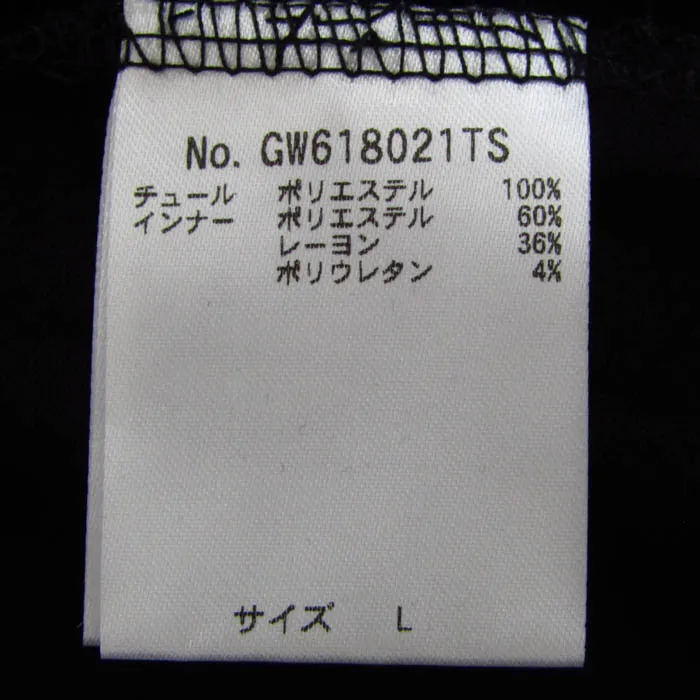 No. GW618021TS
チュール ポリエステル 100%
インナー ポリエステル 60%
レーヨン 36%
ポリウレタン 4%
サイズ L